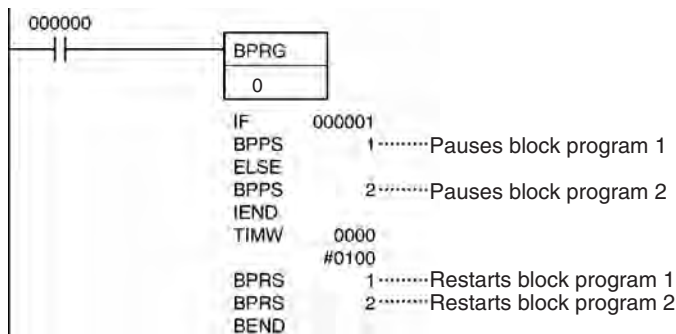 000000
BPRG
0
IF 000001
BPPS 1 ········· Pauses block program 1
ELSE
BPPS 2 ········· Pauses block program 2
IEND
TIMW 0000
#0100
BPRS 1 ········· Restarts block program 1
BPRS 2 ········· Restarts block program 2
BEND